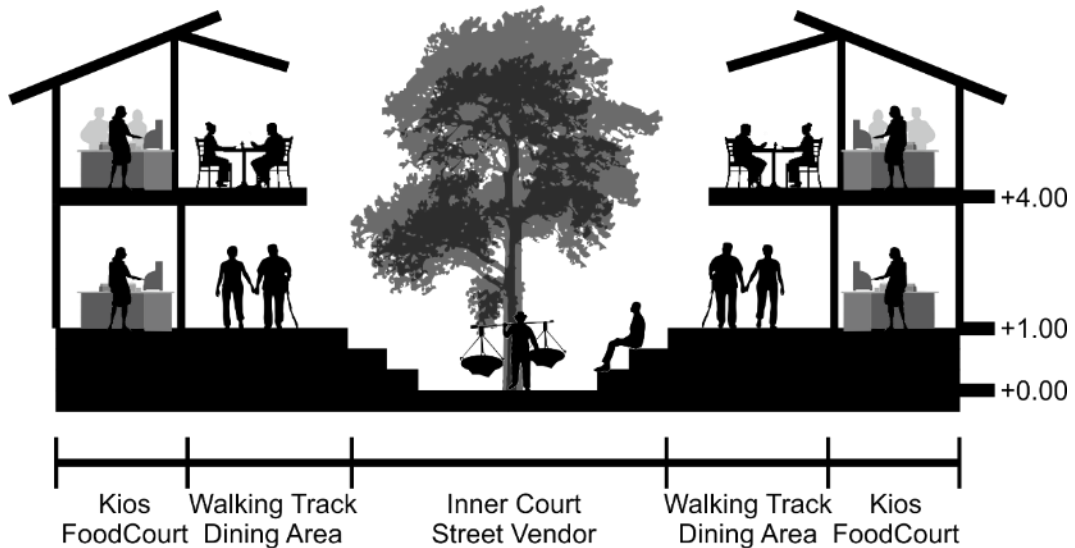 +4.00
+1.00
+0.00
Kios
FoodCourt
Walking Track
Dining Area
Inner Court
Street Vendor
Walking Track
Dining Area
Kios
FoodCourt